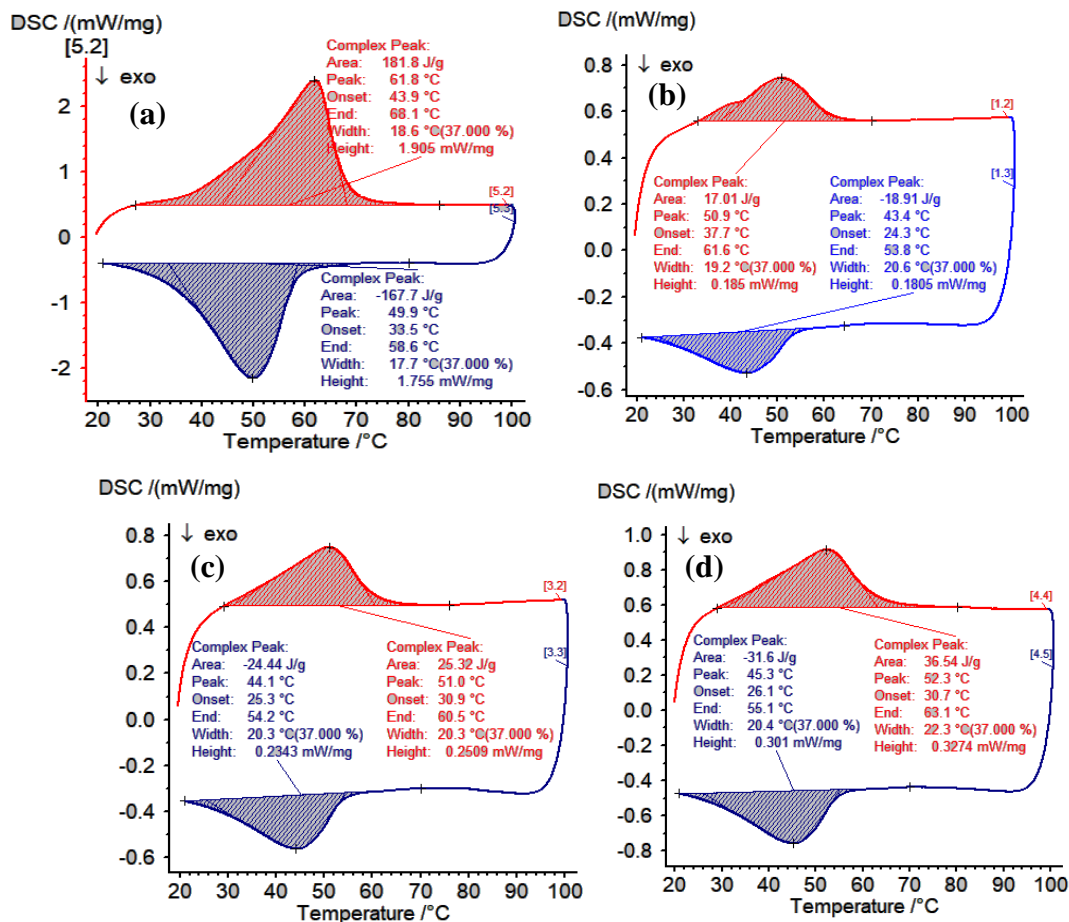 DSC /(mW/mg)
[5.2]
↓ exo
(a)
Complex Peak:
Area: 181.8 J/g
Peak: 61.8 °C
Onset: 43.9 °C
End: 68.1 °C
Width: 18.6 °C(37.000 %)
Height: 1.905 mW/mg
[5.2]
[5.3]
Complex Peak:
Area: -167.7 J/g
Peak: 49.9 °C
Onset: 33.5 °C
End: 58.6 °C
Width: 17.7 °C(37.000 %)
Height: 1.755 mW/mg
2
1
0
-1
-2
20 30 40 50 60 70 80 90 100
Temperature /°C
DSC /(mW/mg)
↓ exo
(b)
[1.2]
[1.3]
Complex Peak:
Area: 17.01 J/g
Peak: 50.9 °C
Onset: 37.7 °C
End: 61.6 °C
Width: 19.2 °C(37.000 %)
Height: 0.185 mW/mg
Complex Peak:
Area: -18.91 J/g
Peak: 43.4 °C
Onset: 24.3 °C
End: 53.8 °C
Width: 20.6 °C(37.000 %)
Height: 0.1805 mW/mg
0.8
0.6
0.4
0.2
0.0
-0.2
-0.4
-0.6
20 30 40 50 60 70 80 90 100
Temperature /°C
DSC /(mW/mg)
↓ exo
(c)
[3.2]
[3.3]
Complex Peak:
Area: -24.44 J/g
Peak: 44.1 °C
Onset: 25.3 °C
End: 54.2 °C
Width: 20.3 °C(37.000 %)
Height: 0.2343 mW/mg
Complex Peak:
Area: 25.32 J/g
Peak: 51.0 °C
Onset: 30.9 °C
End: 60.5 °C
Width: 20.3 °C(37.000 %)
Height: 0.2509 mW/mg
0.8
0.6
0.4
0.2
0.0
-0.2
-0.4
-0.6
20 30 40 50 60 70 80 90 100
Temperature /°C
DSC /(mW/mg)
↓ exo
(d)
[4.4]
[4.5]
Complex Peak:
Area: -31.6 J/g
Peak: 45.3 °C
Onset: 26.1 °C
End: 55.1 °C
Width: 20.4 °C(37.000 %)
Height: 0.301 mW/mg
Complex Peak:
Area: 36.54 J/g
Peak: 52.3 °C
Onset: 30.7 °C
End: 63.1 °C
Width: 22.3 °C(37.000 %)
Height: 0.3274 mW/mg
1.0
0.8
0.6
0.4
0.2
0.0
-0.2
-0.4
-0.6
-0.8
20 30 40 50 60 70 80 90 100
Temperature /°C